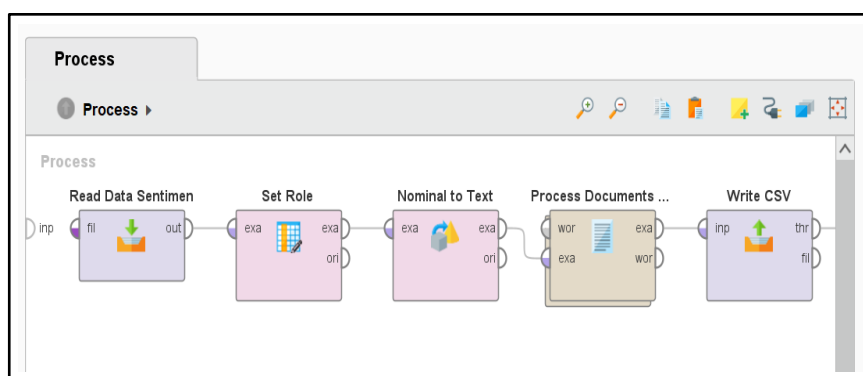 Process
Process
Process
Read Data Sentimen
Set Role
Nominal to Text
Process Documents ...
Write CSV
inp
fil
out
exa
exa
ori
exa
exa
ori
wor
exa
exa
wor
inp
thr
fil